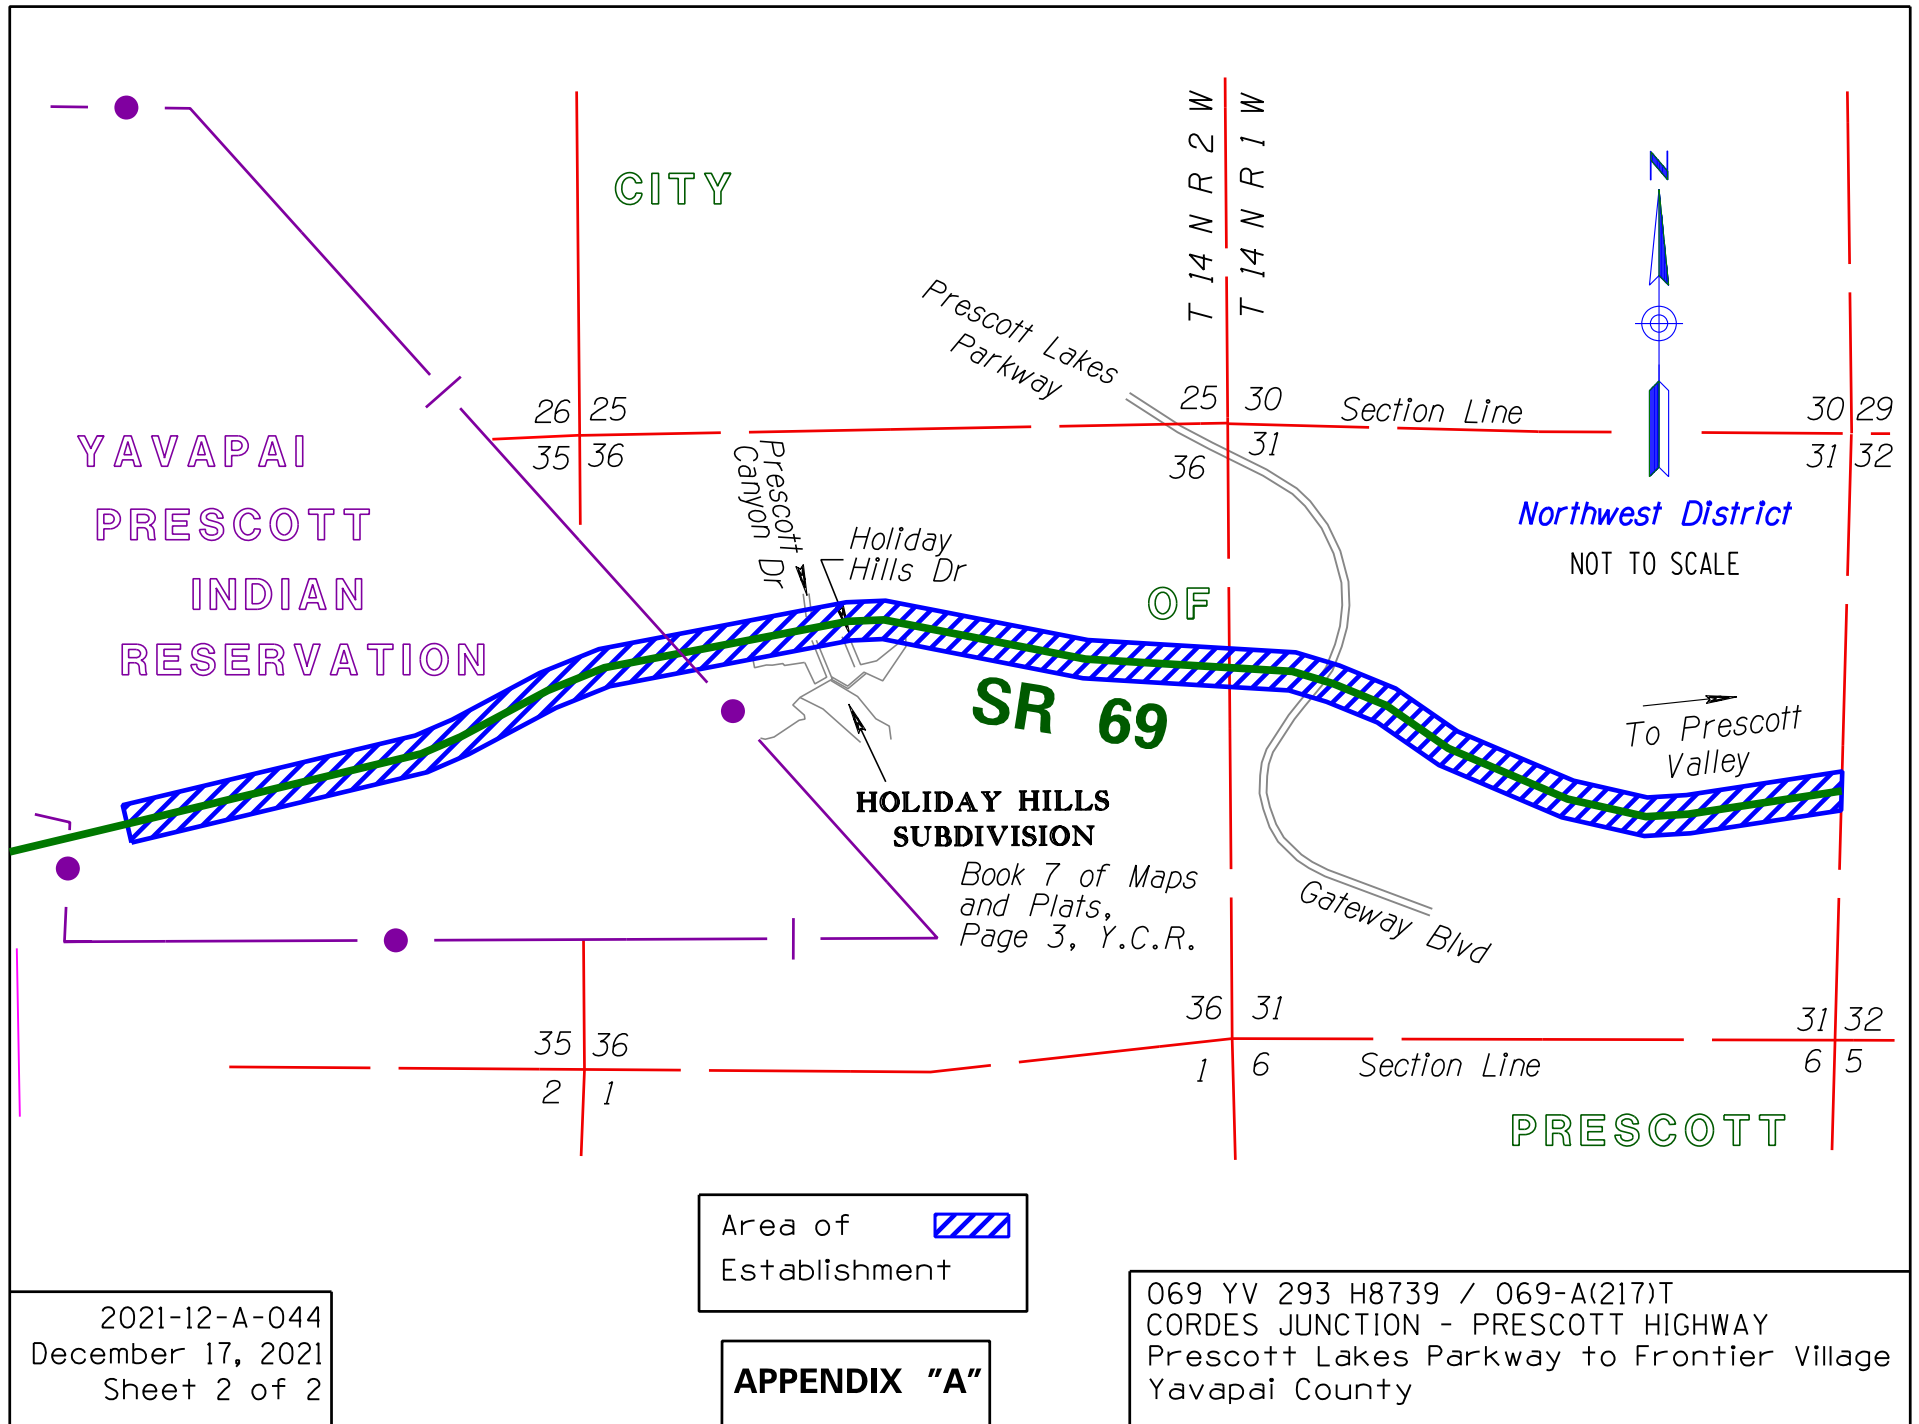 CITY
T 14 N R 2 W
T 14 N R 1 W
N
Prescott Lakes
Parkway
26 25
35 36
25 30
36 31
Section Line
30 29
31 32
YAVAPAI
PRESCOTT
INDIAN
RESERVATION
Prescott
Canyon Dr
Holiday
Hills Dr
Northwest District
NOT TO SCALE
OF
SR 69
To Prescott
Valley
HOLIDAY HILLS
SUBDIVISION
Book 7 of Maps
and Plats,
Page 3, Y.C.R.
Gateway Blvd
35 36
2 1
36 31
1 6
Section Line
31 32
6 5
PRESCOTT
Area of
Establishment
2021-12-A-044
December 17, 2021
Sheet 2 of 2
APPENDIX "A"
069 YV 293 H8739 / 069-A(217)T
CORDES JUNCTION - PRESCOTT HIGHWAY
Prescott Lakes Parkway to Frontier Village
Yavapai County